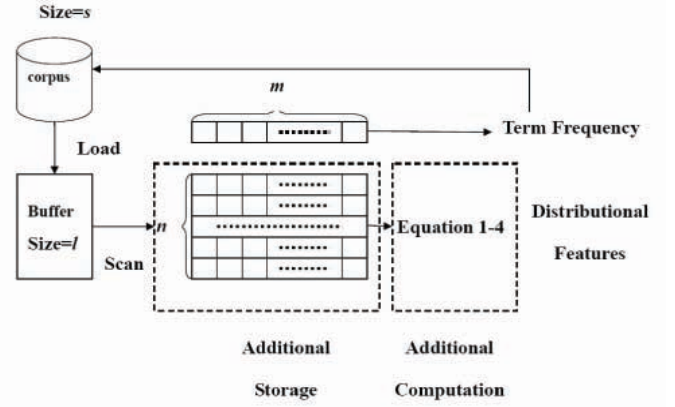 Size=s
corpus
m
Term Frequency
Load
Buffer
Size=l
n
Scan
Equation 1-4
Distributional
Features
Additional
Storage
Additional
Computation